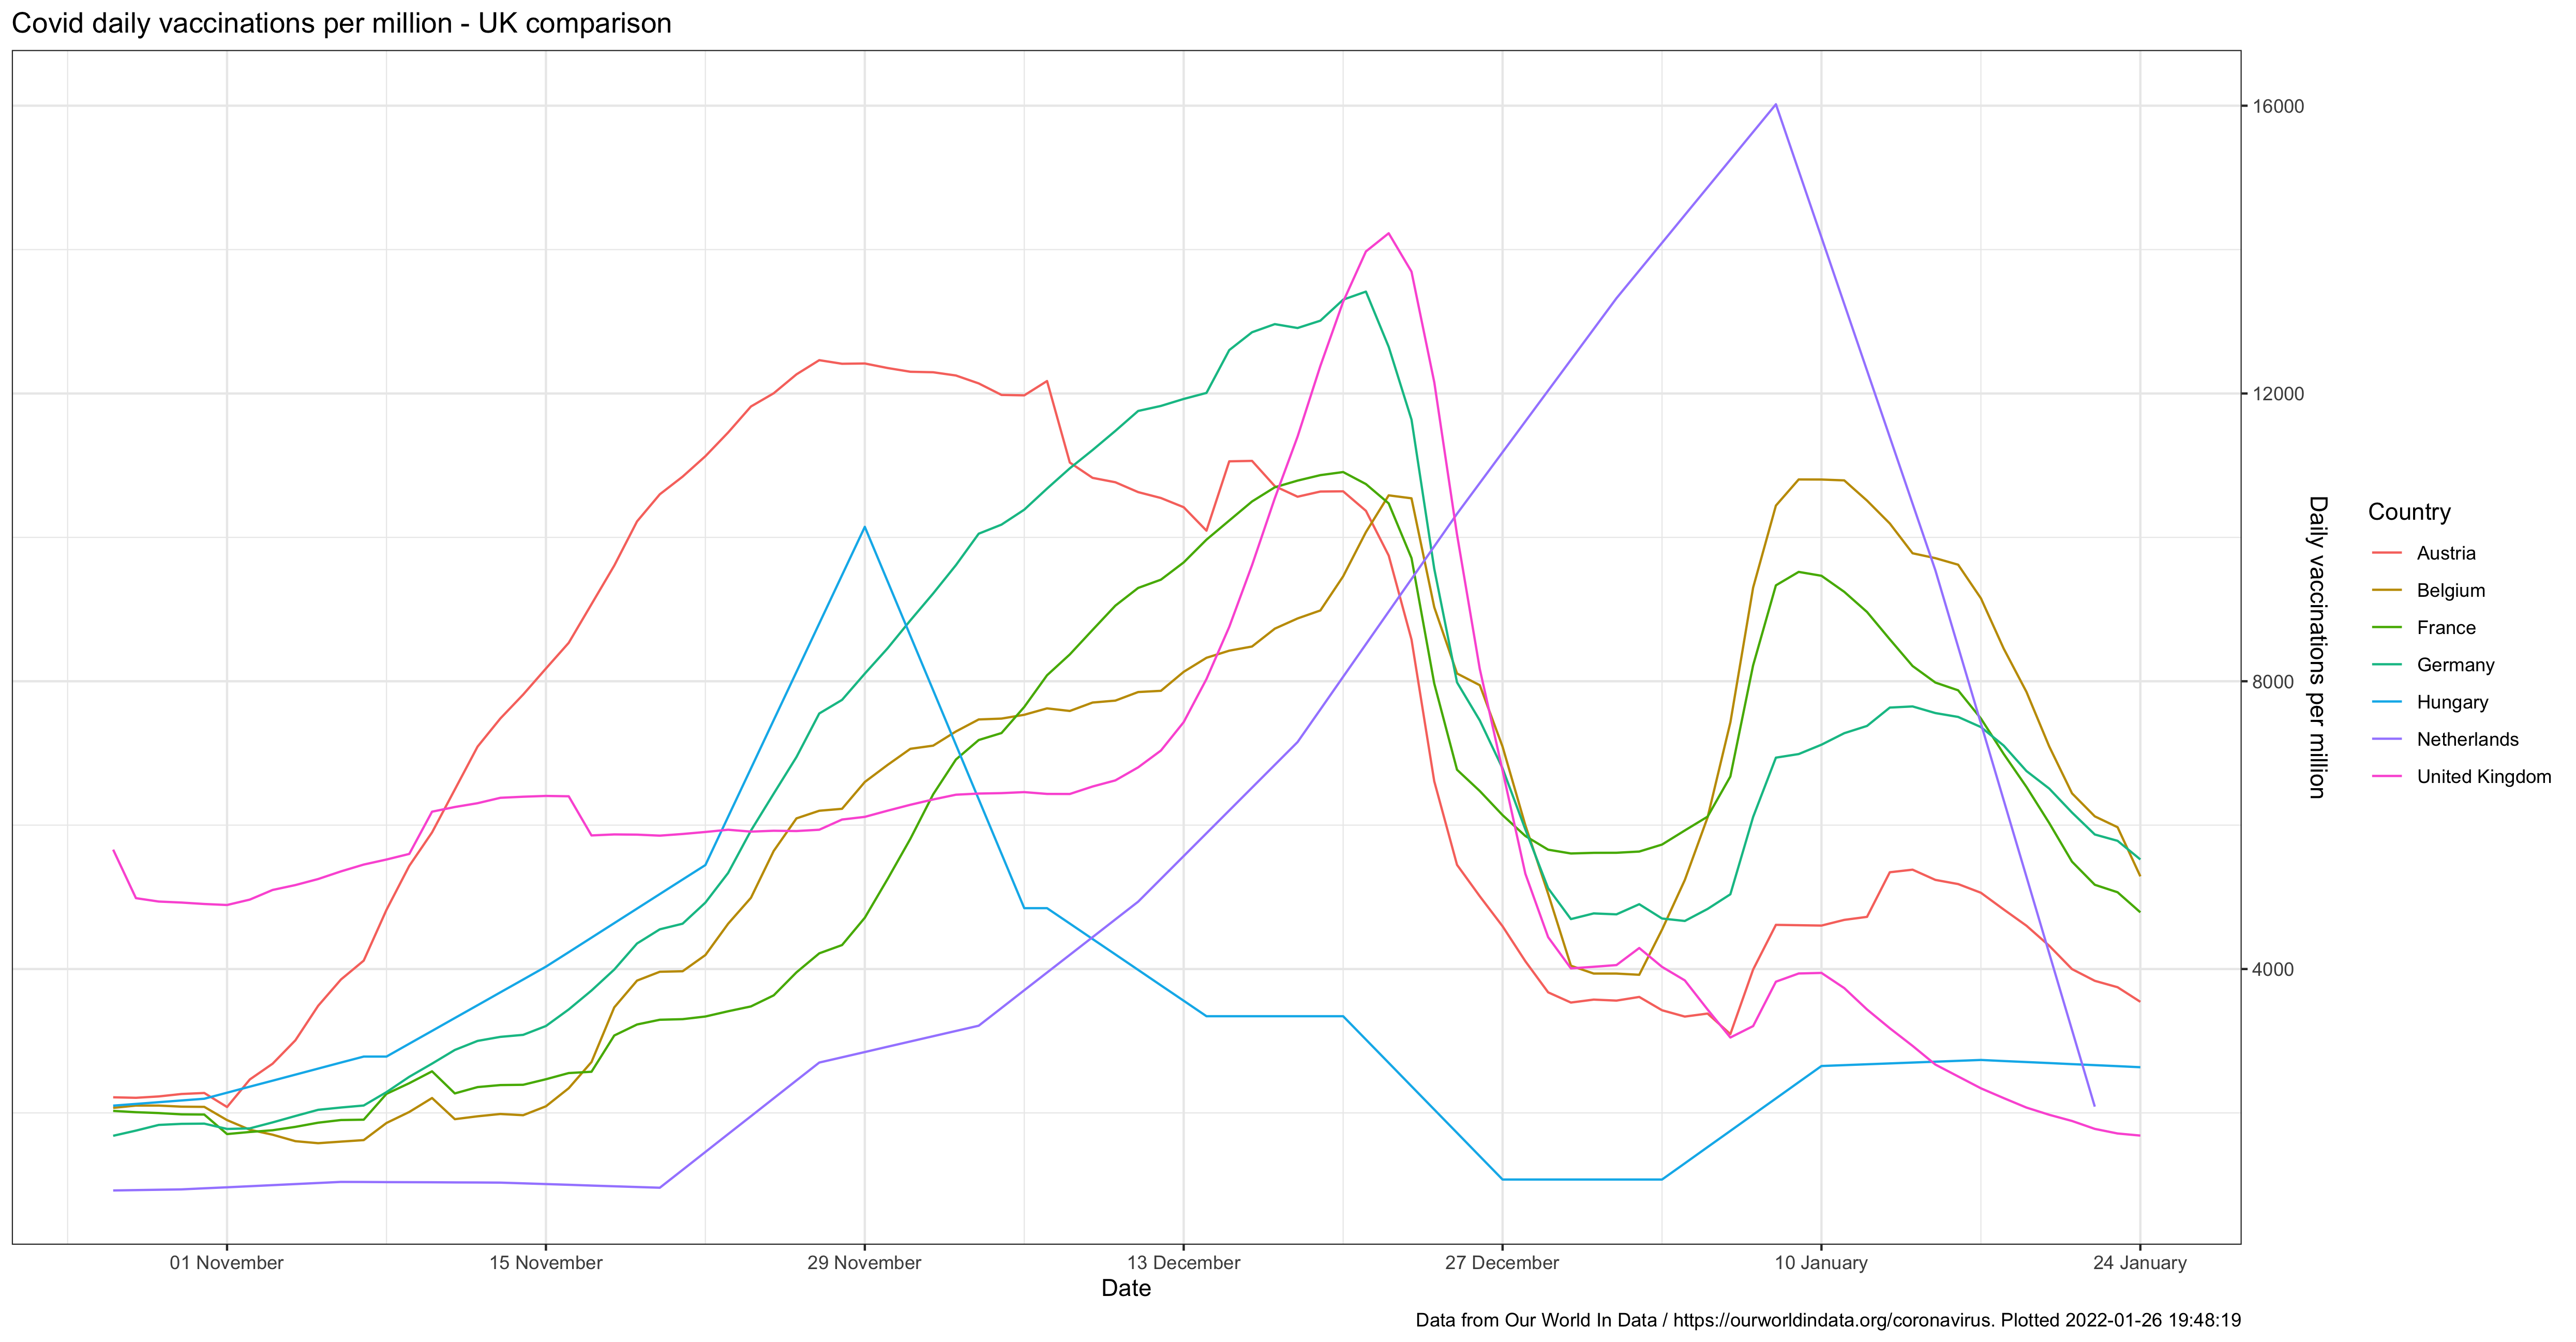 Covid daily vaccinations per million - UK comparison
16000
12000
8000
4000
Daily vaccinations per million
Country
Austria
Belgium
France
Germany
Hungary
Netherlands
United Kingdom
01 November
15 November
29 November
13 December
27 December
10 January
24 January
Date
Data from Our World In Data / https://ourworldindata.org/coronavirus. Plotted 2022-01-26 19:48:19